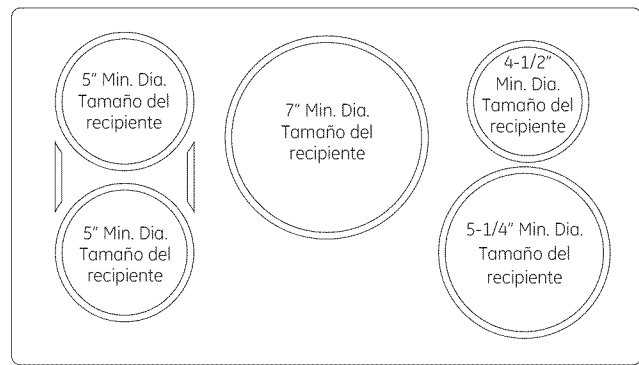 5" Min. Dia.
Tamaño del
recipiente
5" Min. Dia.
Tamaño del
recipiente
7" Min. Dia.
Tamaño del
recipiente
4-1/2"
Min. Dia.
Tamaño del
recipiente
5-1/4" Min. Dia.
Tamaño del
recipiente